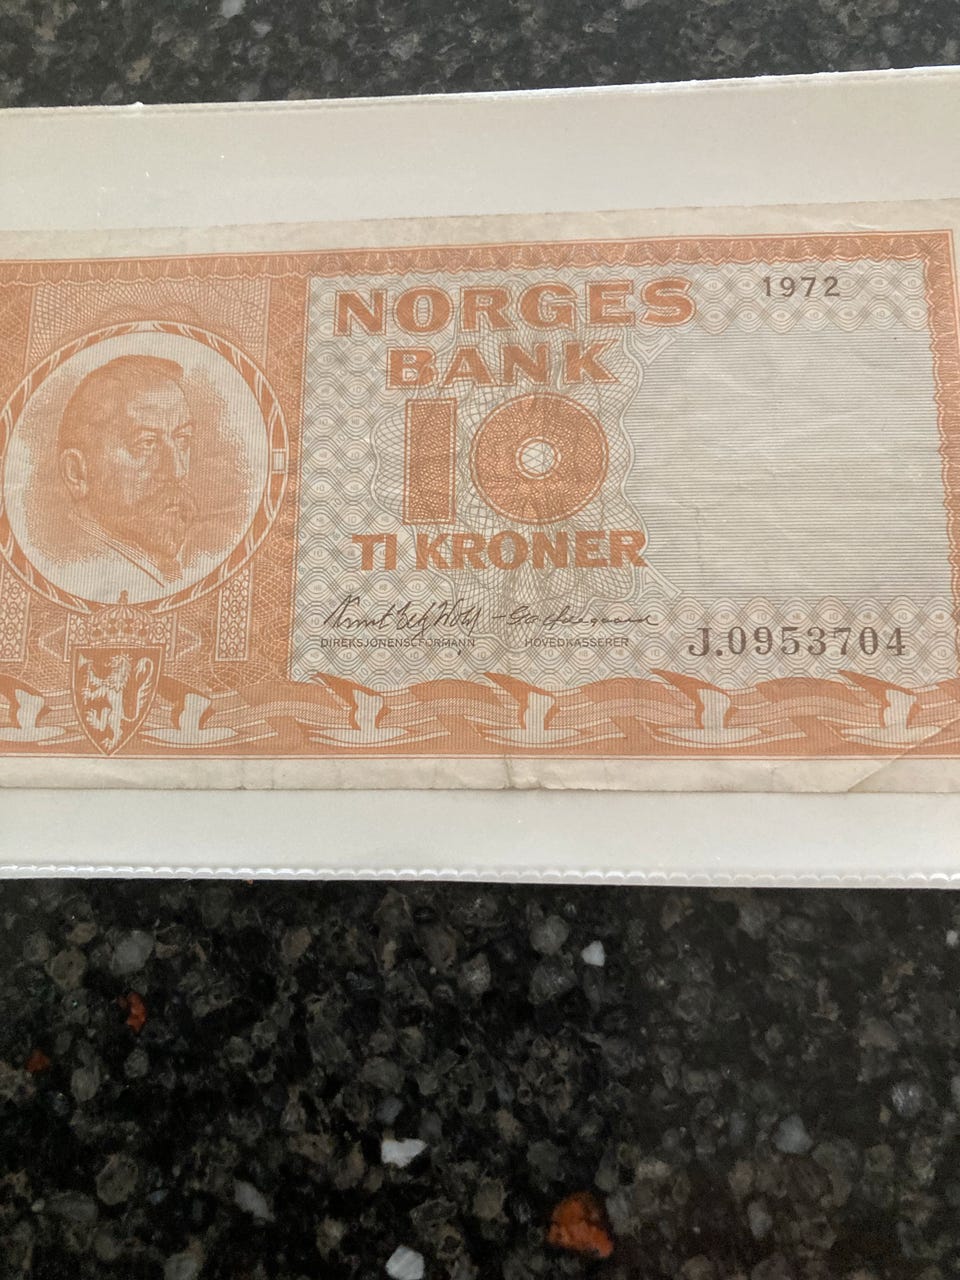 NORGES
1972
BANK
10
TI KRONER
DIREKSJONENS FORMANN
HOVEDKASSERER
J.0953704